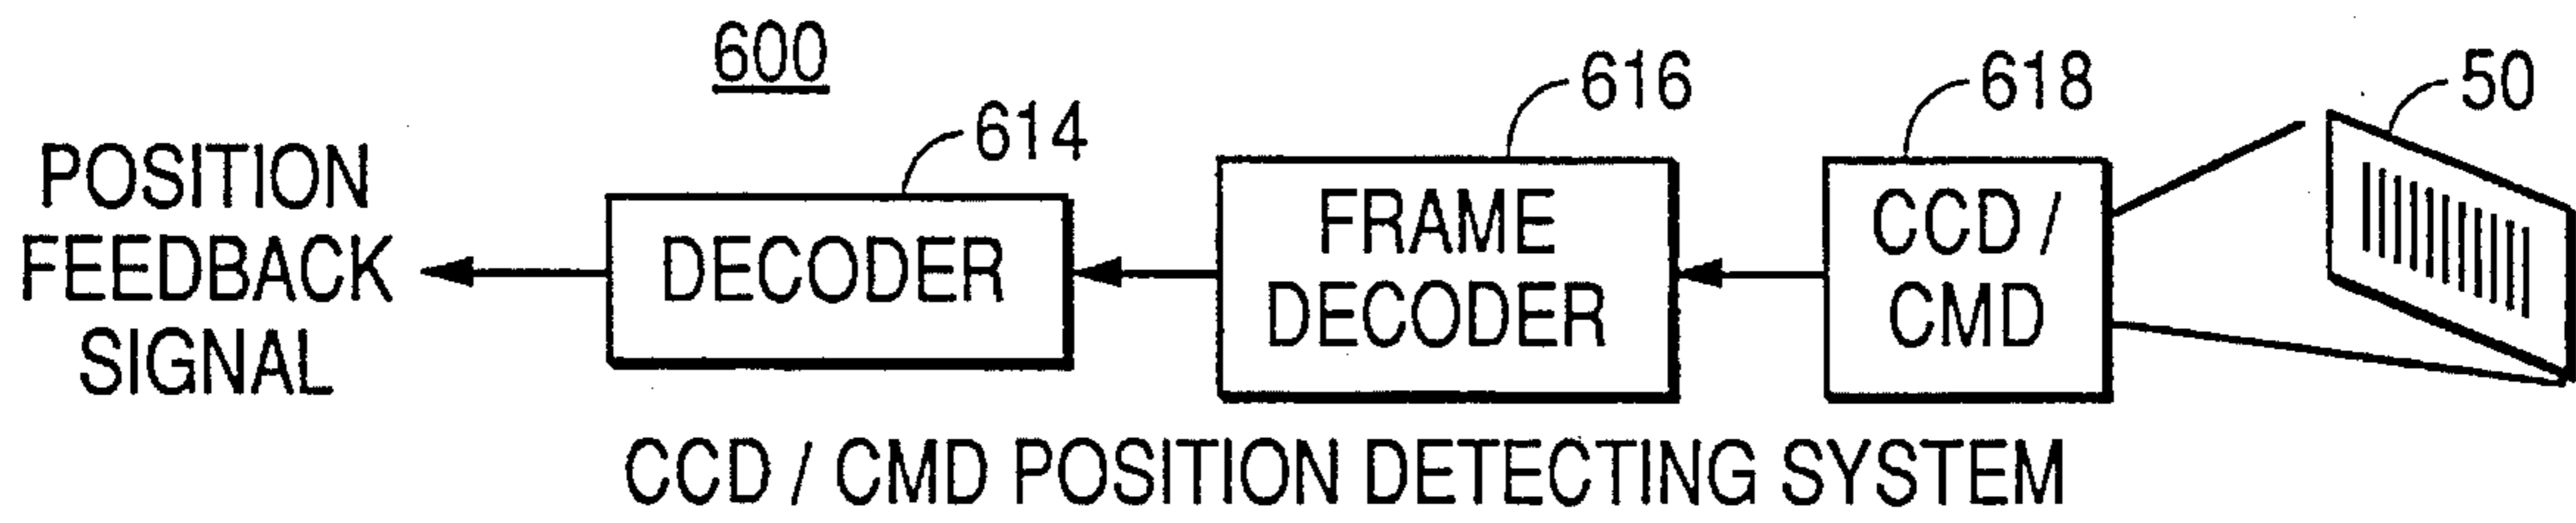 600
614
616
618
50
POSITION
FEEDBACK
SIGNAL
DECODER
FRAME
DECODER
CCD /
CMD
CCD / CMD POSITION DETECTING SYSTEM